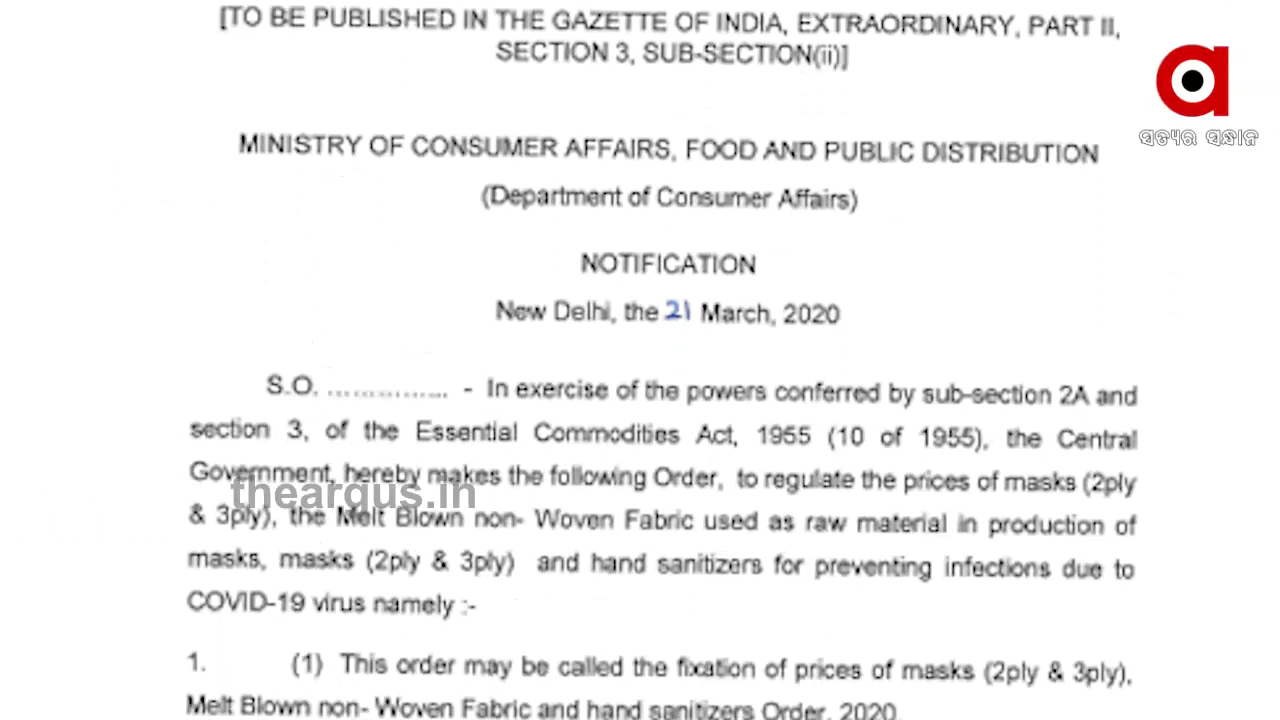 [TO BE PUBLISHED IN THE GAZETTE OF INDIA, EXTRAORDINARY, PART II,
SECTION 3, SUB-SECTION(ii)]
ସତ୍ୟର ସନ୍ଧାନ
MINISTRY OF CONSUMER AFFAIRS, FOOD AND PUBLIC DISTRIBUTION
(Department of Consumer Affairs)
NOTIFICATION
New Delhi, the 21 March, 2020
S.O. ............... - In exercise of the powers conferred by sub-section 2A and
section 3, of the Essential Commodities Act, 1955 (10 of 1955), the Central
Government, hereby makes the following Order, to regulate the prices of masks (2ply
theargus.in
& 3ply), the Melt Blown non- Woven Fabric used as raw material in production of
masks, masks (2ply & 3ply) and hand sanitizers for preventing infections due to
COVID-19 virus namely :-
1. (1) This order may be called the fixation of prices of masks (2ply & 3ply),
Melt Blown non- Woven Fabric and hand sanitizers Order, 2020.